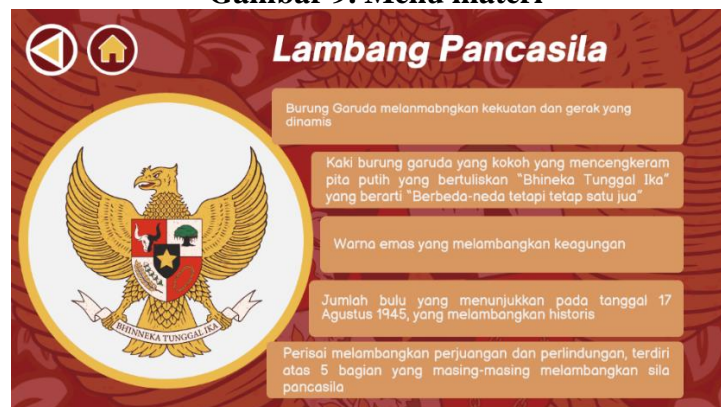 Gambar 9. Menu materi
Lambang Pancasila
Burung Garuda melanmabngkan kekuatan dan gerak yang
dinamis
Kaki burung garuda yang kokoh yang mencengkeram
pita putih yang bertuliskan "Bhineka Tunggal Ika"
yang berarti "Berbeda-neda tetapi tetap satu jua"
Warna emas yang melambangkan keagungan
Jumlah bulu yang menunjukkan pada tanggal 17
Agustus 1945, yang melambangkan historis
Perisai melambangkan perjuangan dan perlindungan, terdiri
atas 5 bagian yang masing-masing melambangkan sila
pancasila
BHINNEKA TUNGGAL IKA